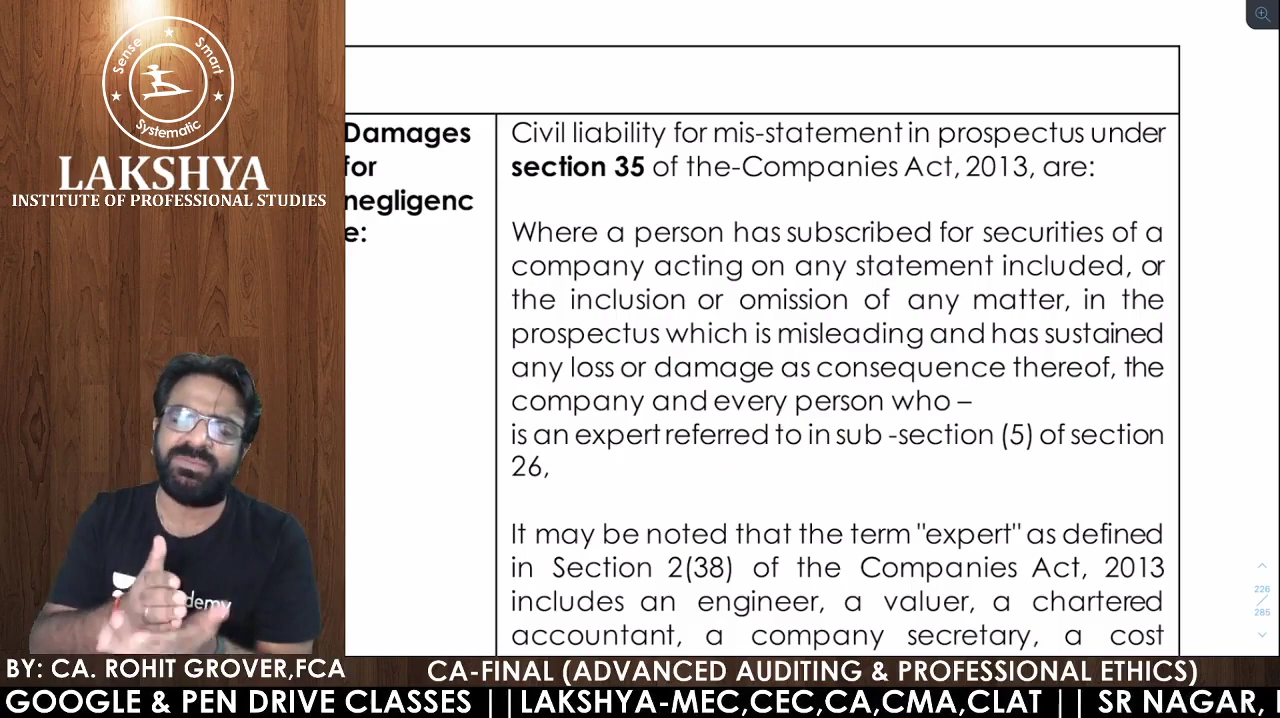 Sense
Smart
Systematic
LAKSHYA
INSTITUTE OF PROFESSIONAL STUDIES
Damages
for
negligenc
e:
Civil liability for mis-statement in prospectus under
section 35 of the-Companies Act, 2013, are:
Where a person has subscribed for securities of a
company acting on any statement included, or
the inclusion or omission of any matter, in the
prospectus which is misleading and has sustained
any loss or damage as consequence thereof, the
company and every person who –
is an expert referred to in sub -section (5) of section
26,
It may be noted that the term "expert" as defined
in Section 2(38) of the Companies Act, 2013
includes an engineer, a valuer, a chartered
accountant, a company secretary, a cost
226
285
demy
BY: CA. ROHIT GROVER,FCA
CA-FINAL (ADVANCED AUDITING & PROFESSIONAL ETHICS)
GOOGLE & PEN DRIVE CLASSES ||LAKSHYA-MEC,CEC,CA,CMA,CLAT || SR NAGAR,